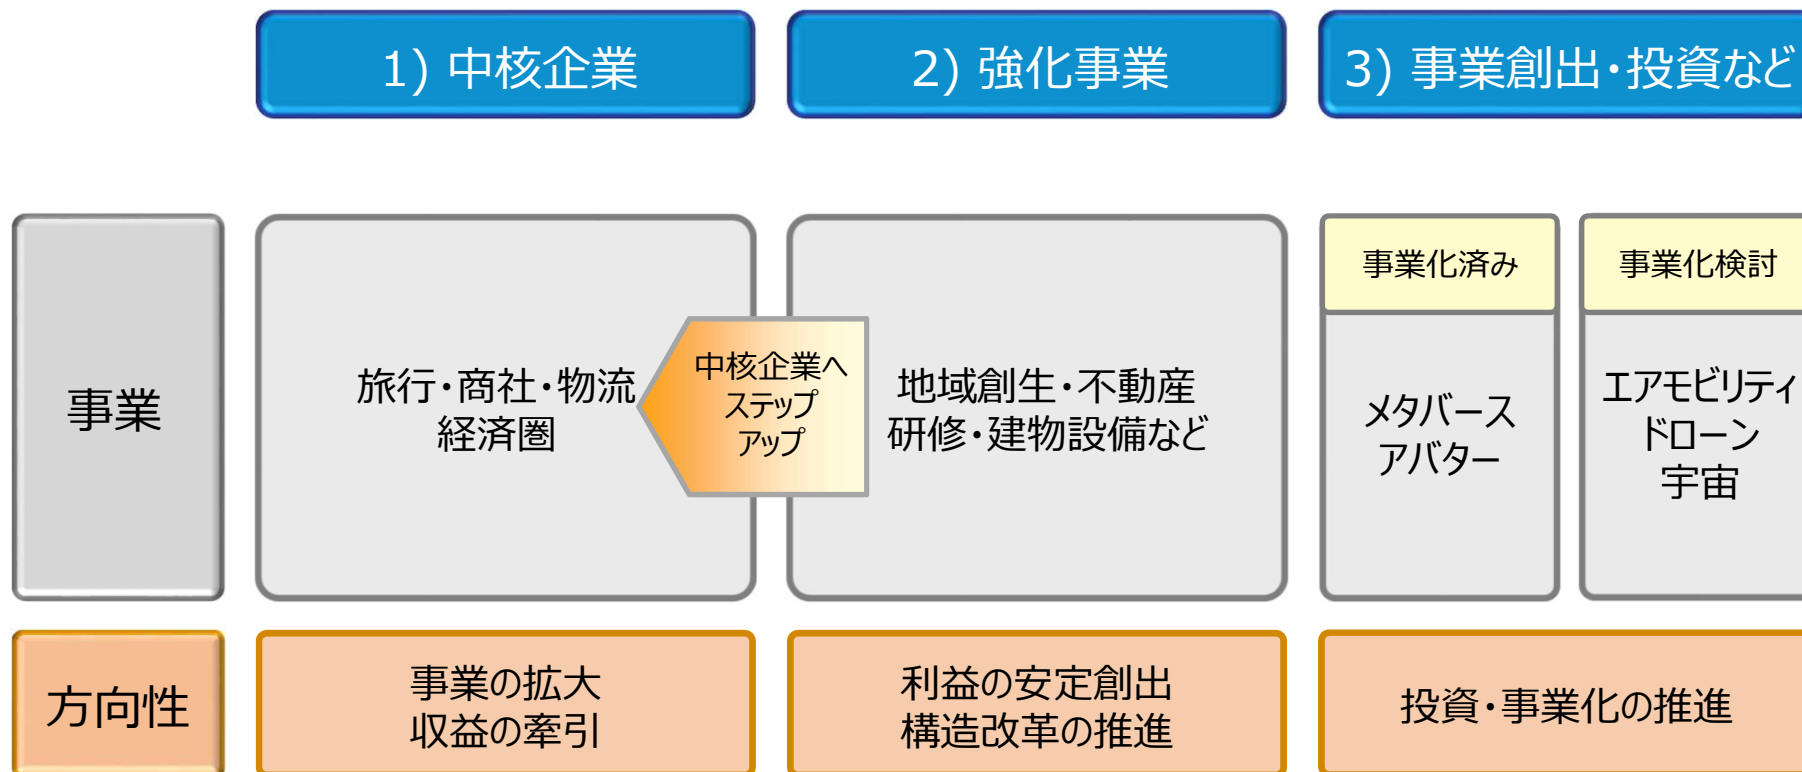 1) 中核企業
2) 強化事業
3) 事業創出・投資など
事業
旅行・商社・物流
経済圏
中核企業へ
ステップ
アップ
地域創生・不動産
研修・建物設備など
事業化済み
メタバース
アバター
事業化検討
エアモビリティ
ドローン
宇宙
方向性
事業の拡大
収益の牽引
利益の安定創出
構造改革の推進
投資・事業化の推進